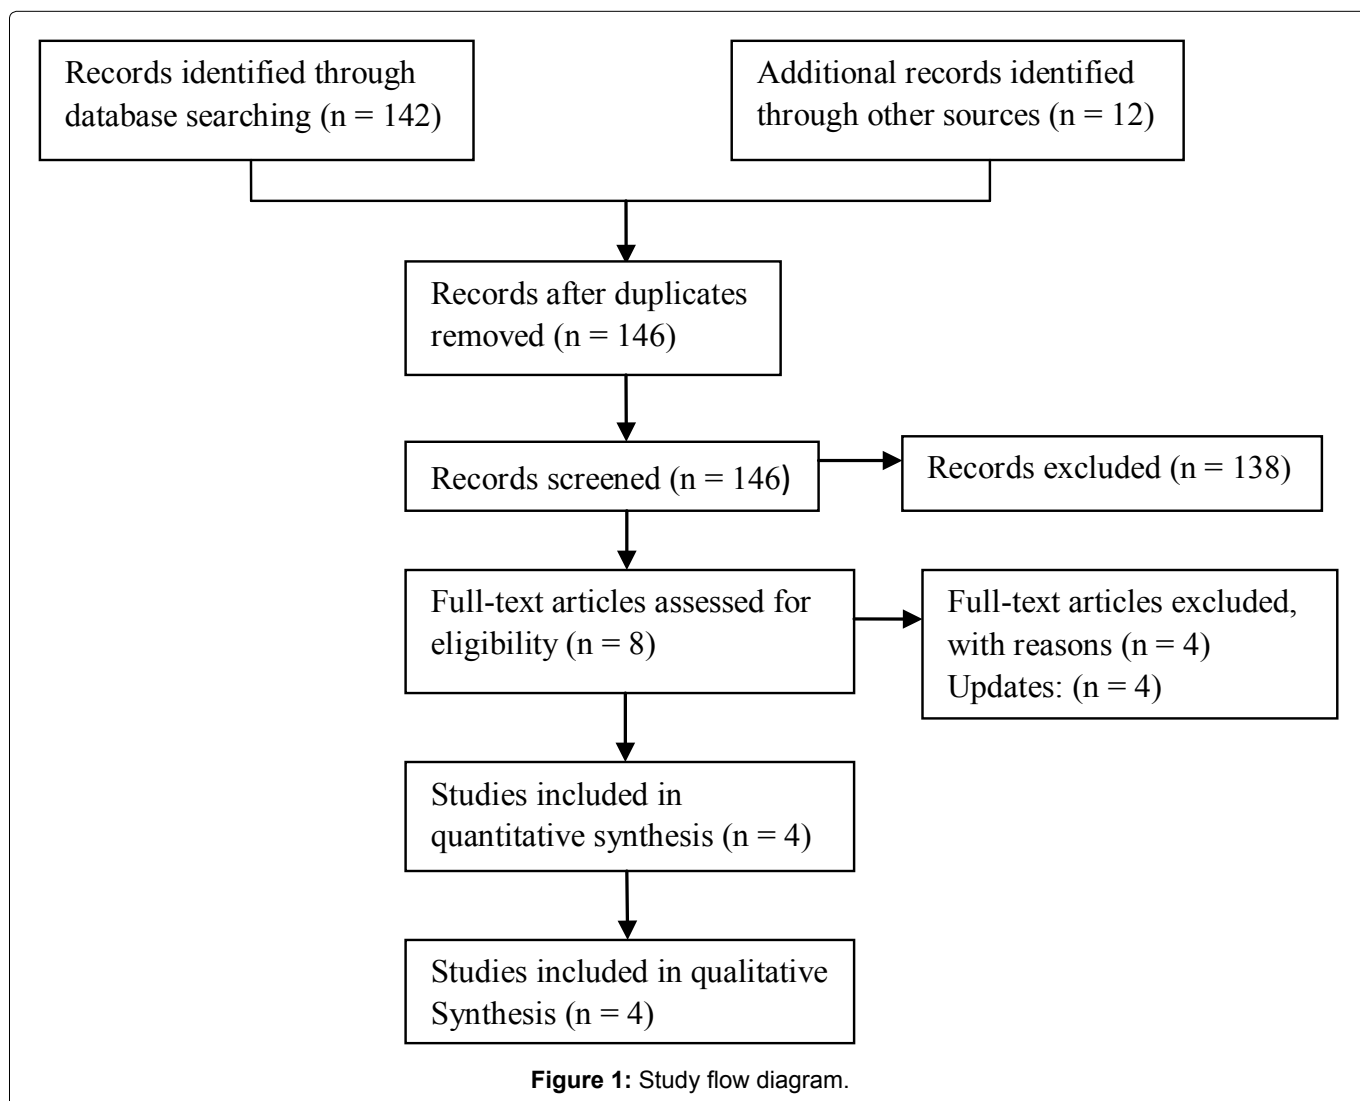 Records identified through
database searching (n = 142)
Additional records identified
through other sources (n = 12)
Records after duplicates
removed (n = 146)
Records screened (n = 146)
Records excluded (n = 138)
Full-text articles assessed for
eligibility (n = 8)
Full-text articles excluded,
with reasons (n = 4)
Updates: (n = 4)
Studies included in
quantitative synthesis (n = 4)
Studies included in qualitative
Synthesis (n = 4)
Figure 1: Study flow diagram.